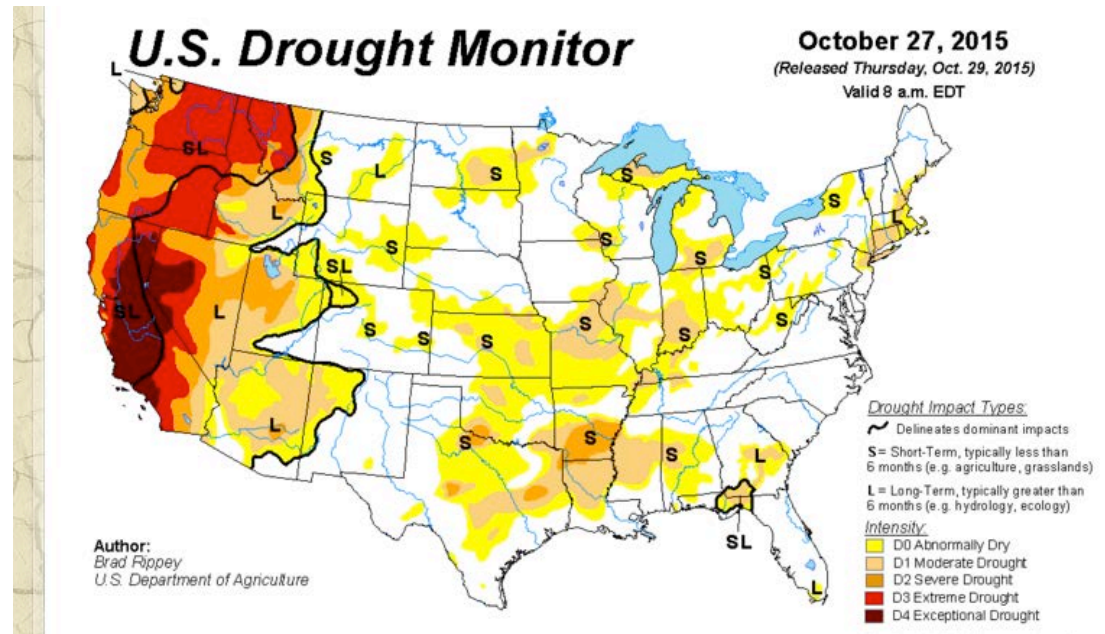 U.S. Drought Monitor
October 27, 2015
(Released Thursday, Oct. 29, 2015)
Valid 8 a.m. EDT
L
SL
S
L
S
S
S
L
L
S
S
S
S
SL
S
SL
L
S
S
S
S
S
S
L
S
S
S
L
SL
L
Drought Impact Types:
Delineates dominant impacts
S = Short-Term, typically less than
6 months (e.g. agriculture, grasslands)
L = Long-Term, typically greater than
6 months (e.g. hydrology, ecology)
Intensity:
D0 Abnormally Dry
D1 Moderate Drought
D2 Severe Drought
D3 Extreme Drought
D4 Exceptional Drought
Author:
Brad Rippey
U.S. Department of Agriculture